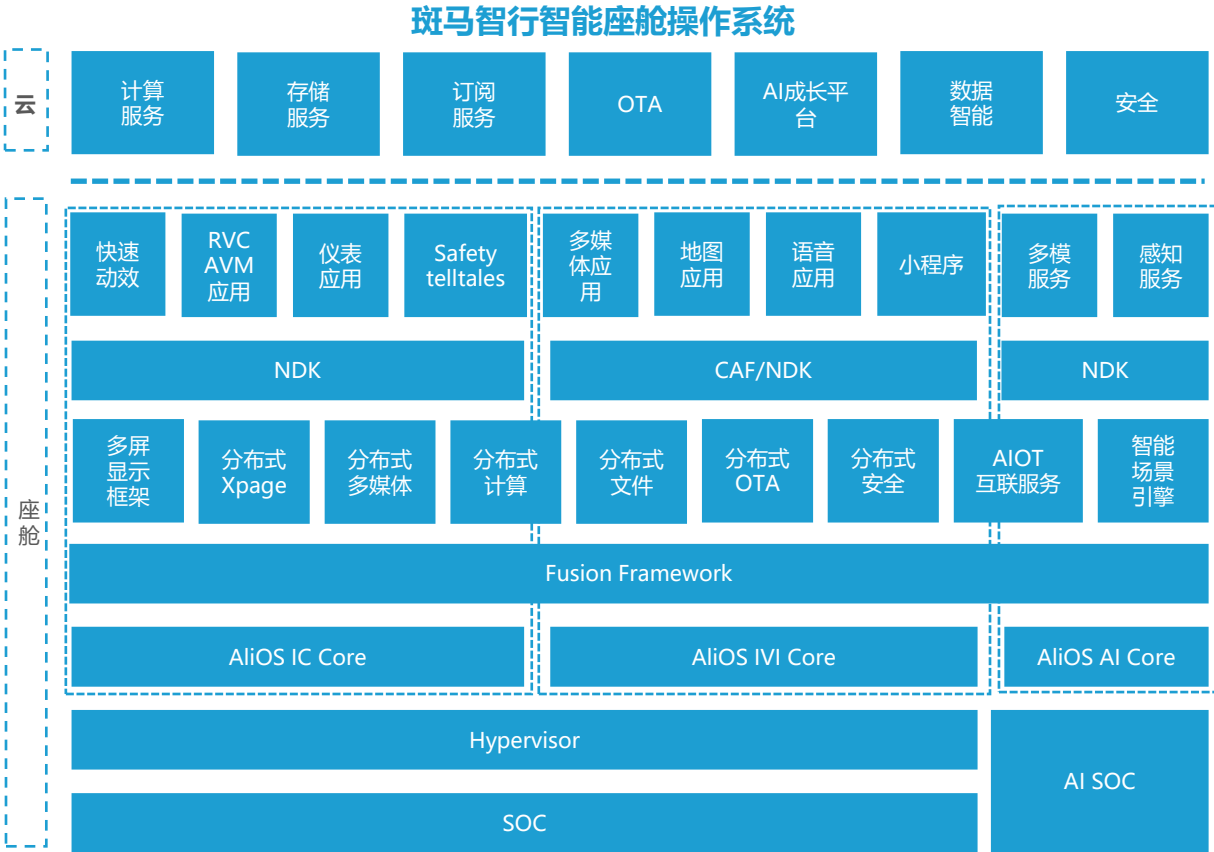 斑马智行智能座舱操作系统
云
计算
服务
存储
服务
订阅
服务
OTA
AI成长平
台
数据
智能
安全
座
舱
快速
动效
RVC
AVM
应用
仪表
应用
Safety
telltales
多媒
体应
用
地图
应用
语音
应用
小程序
多模
服务
感知
服务
NDK
CAF/NDK
NDK
多屏
显示
框架
分布式
Xpage
分布式
多媒体
分布式
计算
分布式
文件
分布式
OTA
分布式
安全
AIOT
互联服务
智能
场景
引擎
Fusion Framework
AliOS IC Core
AliOS IVI Core
AliOS AI Core
Hypervisor
AI SOC
SOC